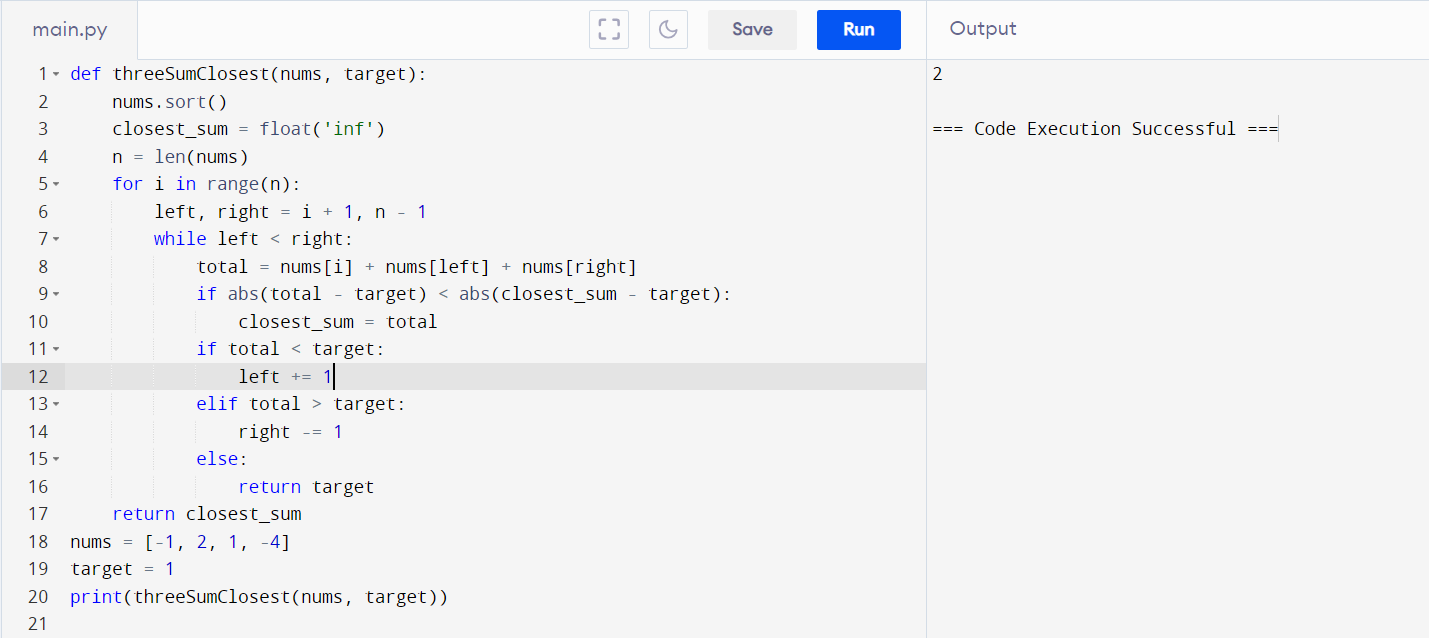 main.py
Save
Run
Output
1 def threeSumClosest(nums, target):
2     nums.sort()
3     closest_sum = float('inf')
4     n = len(nums)
5     for i in range(n):
6         left, right = i + 1, n - 1
7         while left < right:
8             total = nums[i] + nums[left] + nums[right]
9             if abs(total - target) < abs(closest_sum - target):
10                 closest_sum = total
11             if total < target:
12                 left += 1
13             elif total > target:
14                 right -= 1
15             else:
16                 return target
17     return closest_sum
18 nums = [-1, 2, 1, -4]
19 target = 1
20 print(threeSumClosest(nums, target))
21
2
=== Code Execution Successful ===